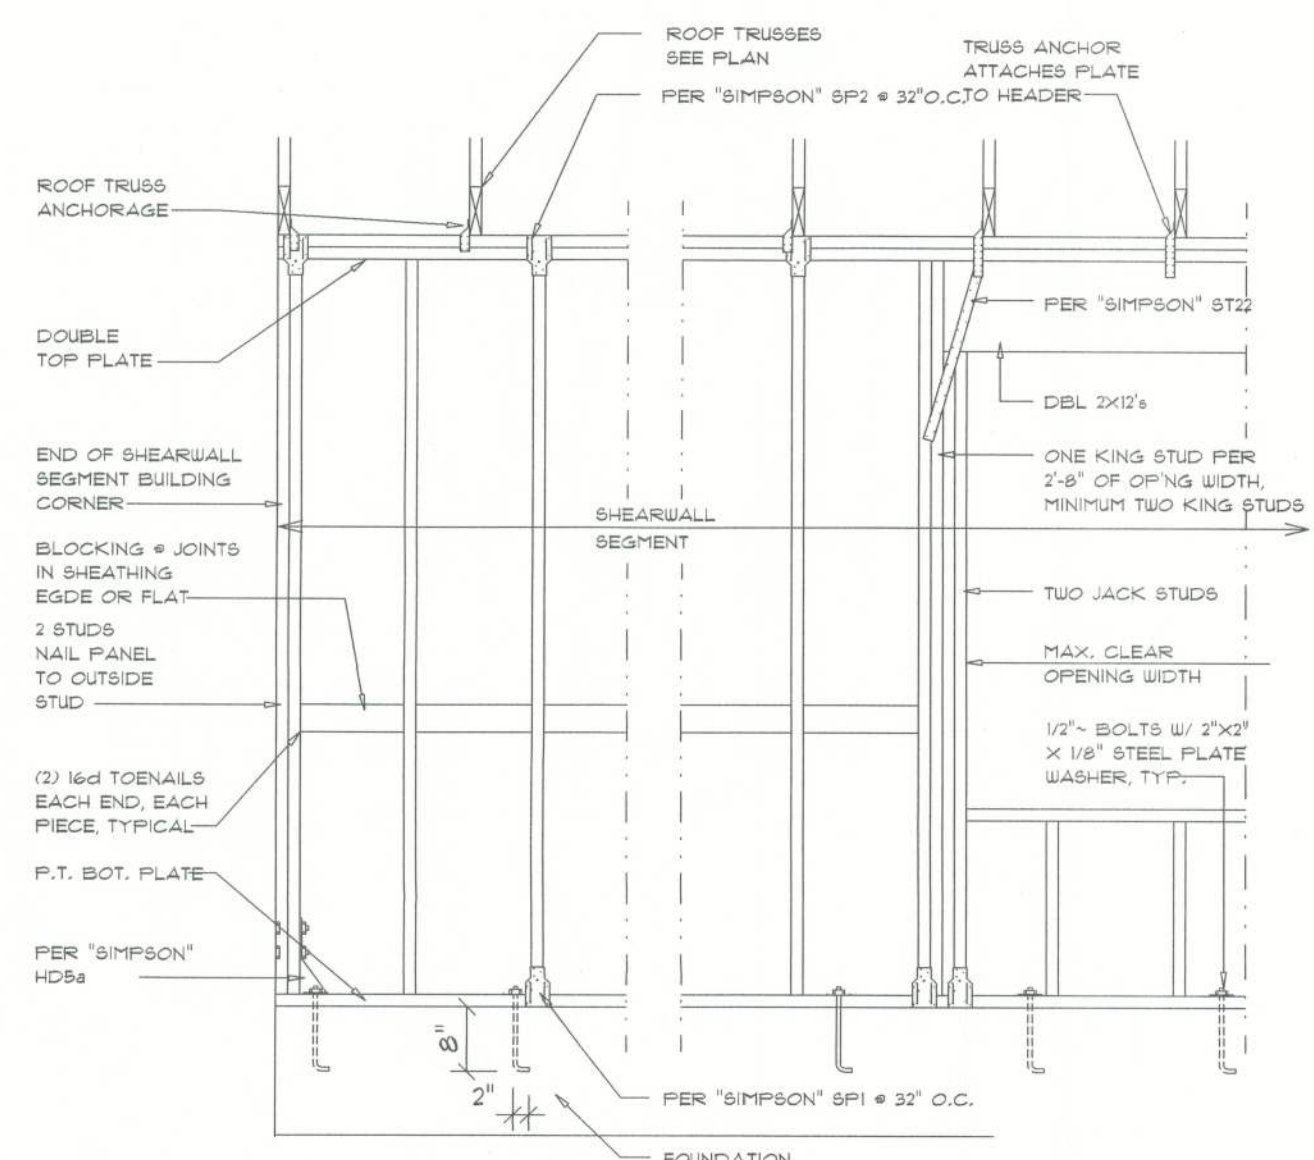 ROOF TRUSSES
SEE PLAN
TRUSS ANCHOR
ATTACHES PLATE
TO HEADER
PER "SIMPSON" SP2 @ 32"O.C.
ROOF TRUSS
ANCHORAGE
PER "SIMPSON" ST22
DOUBLE
TOP PLATE
DBL 2X12's
END OF SHEARWALL
SEGMENT BUILDING
CORNER
ONE KING STUD PER
2'-8" OF OP'NG WIDTH,
MINIMUM TWO KING STUDS
SHEARWALL
SEGMENT
BLOCKING @ JOINTS
IN SHEATHING
EGDE OR FLAT
TWO JACK STUDS
2 STUDS
NAIL PANEL
TO OUTSIDE
STUD
MAX. CLEAR
OPENING WIDTH
1/2"~ BOLTS W/ 2"X2"
X 1/8" STEEL PLATE
WASHER, TYP.
(2) 16d TOENAILS
EACH END, EACH
PIECE, TYPICAL
P.T. BOT. PLATE
PER "SIMPSON"
HD5a
8"
2"
PER "SIMPSON" SP1 @ 32" O.C.
FOUNDATION